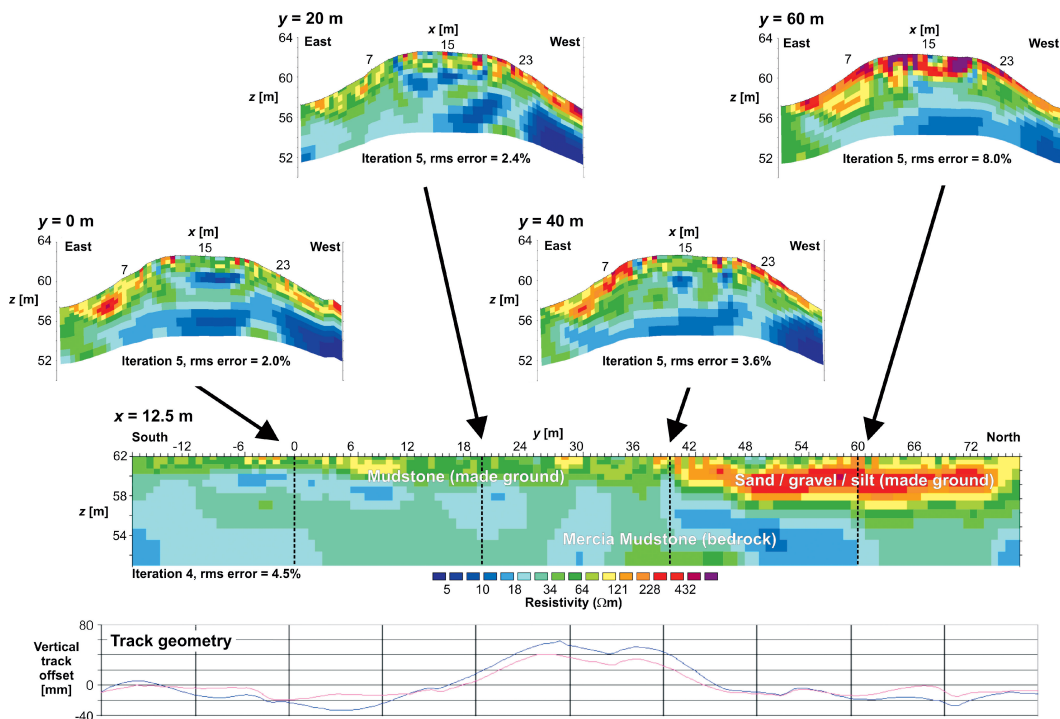 y = 20 m
y = 60 m
x [m]
x [m]
64
East
15
West
64
East
15
West
7
23
7
23
60
60
z [m]
z [m]
56
56
52
Iteration 5, rms error = 2.4%
52
Iteration 5, rms error = 8.0%
y = 0 m
y = 40 m
x [m]
x [m]
64
East
15
West
64
East
15
West
7
23
7
23
60
60
z [m]
z [m]
56
56
52
Iteration 5, rms error = 2.0%
52
Iteration 5, rms error = 3.6%
x = 12.5 m
South
y [m]
North
-12 -6 0 6 12 18 24 30 36 42 48 54 60 66 72
62
Mudstone (made ground)
Sand / gravel / silt (made ground)
58
z [m]
54
Mercia Mudstone (bedrock)
Iteration 4, rms error = 4.5%
5 10 18 34 64 121 228 432
Resistivity (Ωm)
80
Track geometry
Vertical
track
offset
[mm]
0
-40